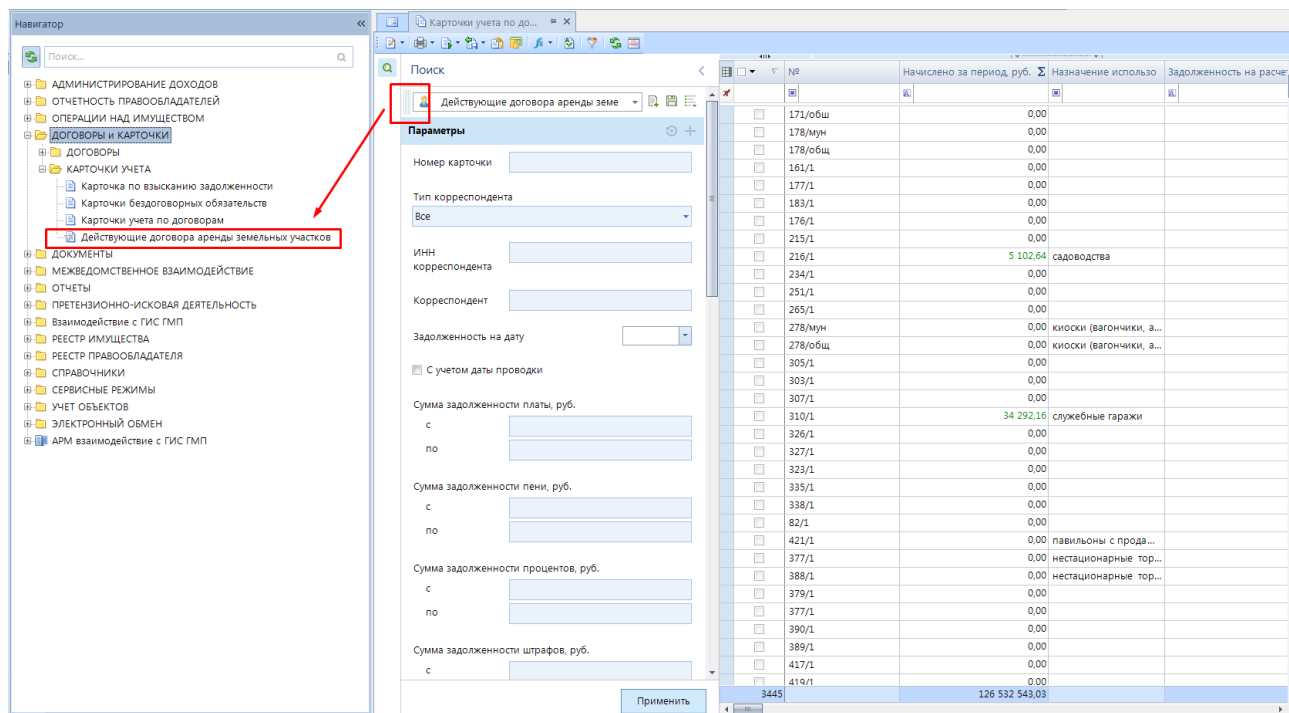 Навигатор
Поиск...
АДМИНИСТРИРОВАНИЕ ДОХОДОВ
ОТЧЕТНОСТЬ ПРАВООБЛАДАТЕЛЕЙ
ОПЕРАЦИИ НАД ИМУЩЕСТВОМ
ДОГОВОРЫ и КАРТОЧКИ
ДОГОВОРЫ
КАРТОЧКИ УЧЕТА
Карточка по взысканию задолженности
Карточки бездоговорных обязательств
Карточки учета по договорам
Действующие договора аренды земельных участков
ДОКУМЕНТЫ
МЕЖВЕДОМСТВЕННОЕ ВЗАИМОДЕЙСТВИЕ
ОТЧЕТЫ
ПРЕТЕНЗИОННО-ИСКОВАЯ ДЕЯТЕЛЬНОСТЬ
Взаимодействие с ГИС ГМП
РЕЕСТР ИМУЩЕСТВА
РЕЕСТР ПРАВООБЛАДАТЕЛЯ
СПРАВОЧНИКИ
СЕРВИСНЫЕ РЕЖИМЫ
УЧЕТ ОБЪЕКТОВ
ЭЛЕКТРОННЫЙ ОБМЕН
АРМ взаимодействие с ГИС ГМП
Карточки учета по до...
Поиск
Действующие договора аренды земе
Параметры
Номер карточки
Тип корреспондента
Все
ИНН
корреспондента
Корреспондент
Задолженность на дату
С учетом даты проводки
Сумма задолженности платы, руб.
с
по
Сумма задолженности пени, руб.
с
по
Сумма задолженности процентов, руб.
с
по
Сумма задолженности штрафов, руб.
с
Применить
№ Начислено за период, руб. Σ Назначение использо Задолженность на расчет
171/общ 0,00
178/мун 0,00
178/общ 0,00
161/1 0,00
177/1 0,00
183/1 0,00
176/1 0,00
215/1 0,00
216/1 5 102,64 садоводства
234/1 0,00
251/1 0,00
265/1 0,00
278/мун 0,00 киоски (вагончики, а...
278/общ 0,00 киоски (вагончики, а...
305/1 0,00
303/1 0,00
307/1 0,00
310/1 34 292,16 служебные гаражи
326/1 0,00
327/1 0,00
323/1 0,00
335/1 0,00
338/1 0,00
82/1 0,00
421/1 0,00 павильоны с прода...
377/1 0,00 нестационарные тор...
388/1 0,00 нестационарные тор...
379/1 0,00
377/1 0,00
390/1 0,00
389/1 0,00
417/1 0,00
419/1 0,00
3445 126 532 543,03